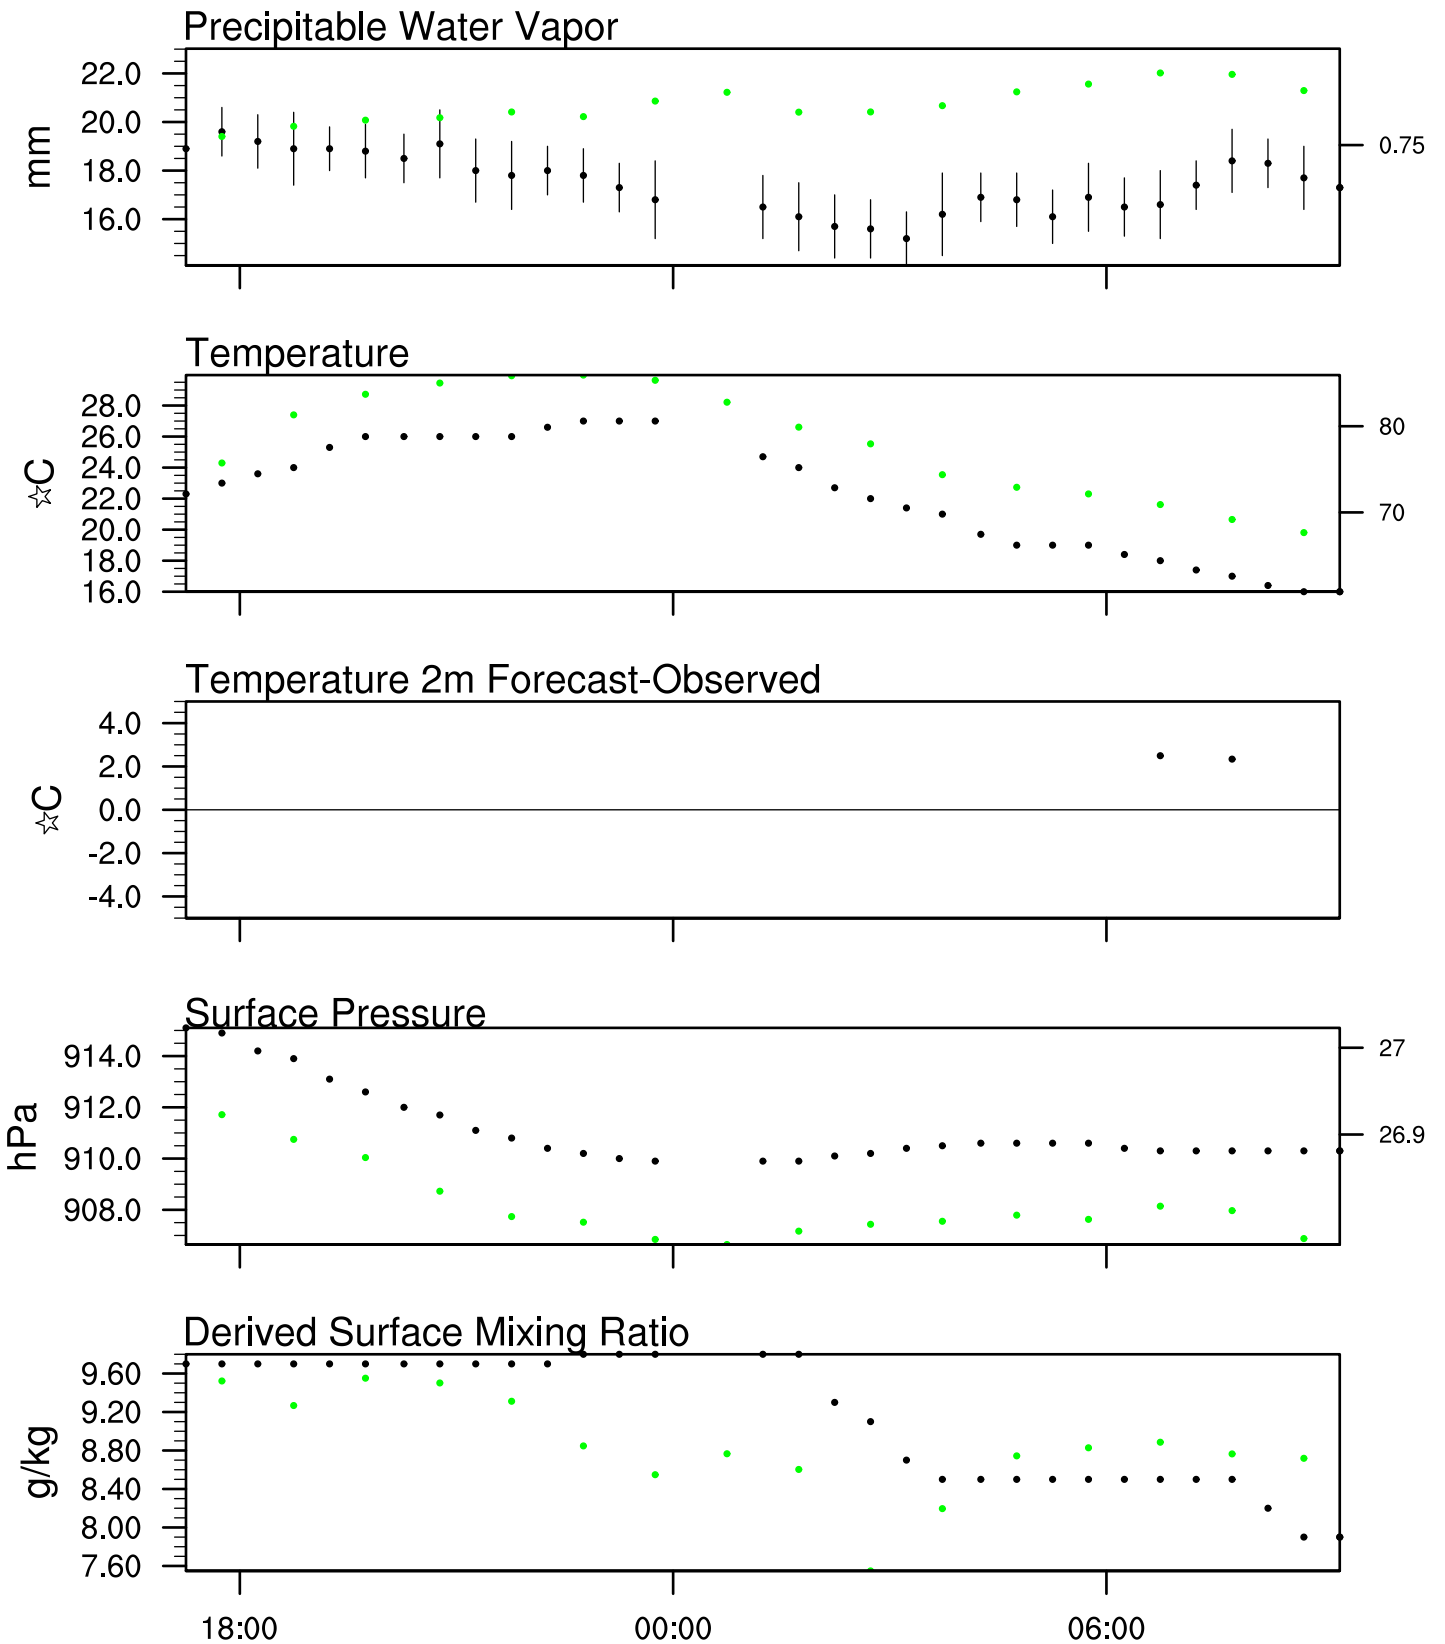 Precipitable Water Vapor
22.0
20.0
18.0
16.0
mm
0.75
Temperature
28.0
26.0
24.0
22.0
20.0
18.0
16.0
☆C
80
70
Temperature 2m Forecast-Observed
4.0
2.0
0.0
-2.0
-4.0
☆C
Surface Pressure
914.0
912.0
910.0
908.0
hPa
27
26.9
Derived Surface Mixing Ratio
9.60
9.20
8.80
8.40
8.00
7.60
g/kg
18:00 00:00 06:00